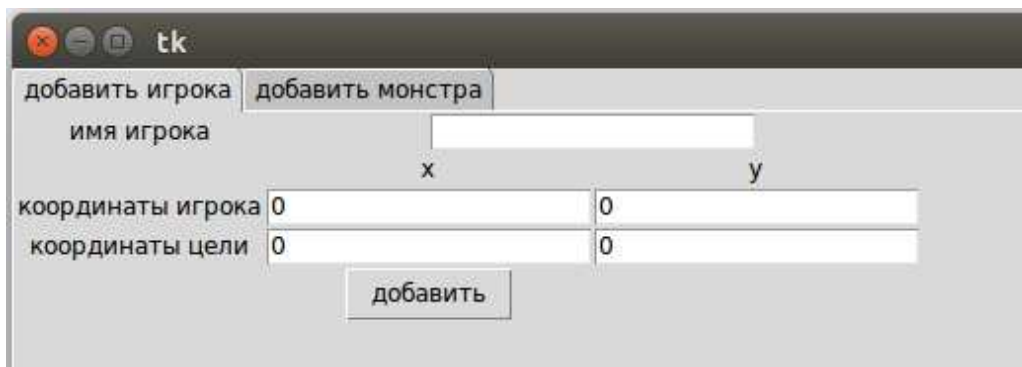 tk
добавить игрока добавить монстра
имя игрока
x y
координаты игрока 0 0
координаты цели 0 0
добавить